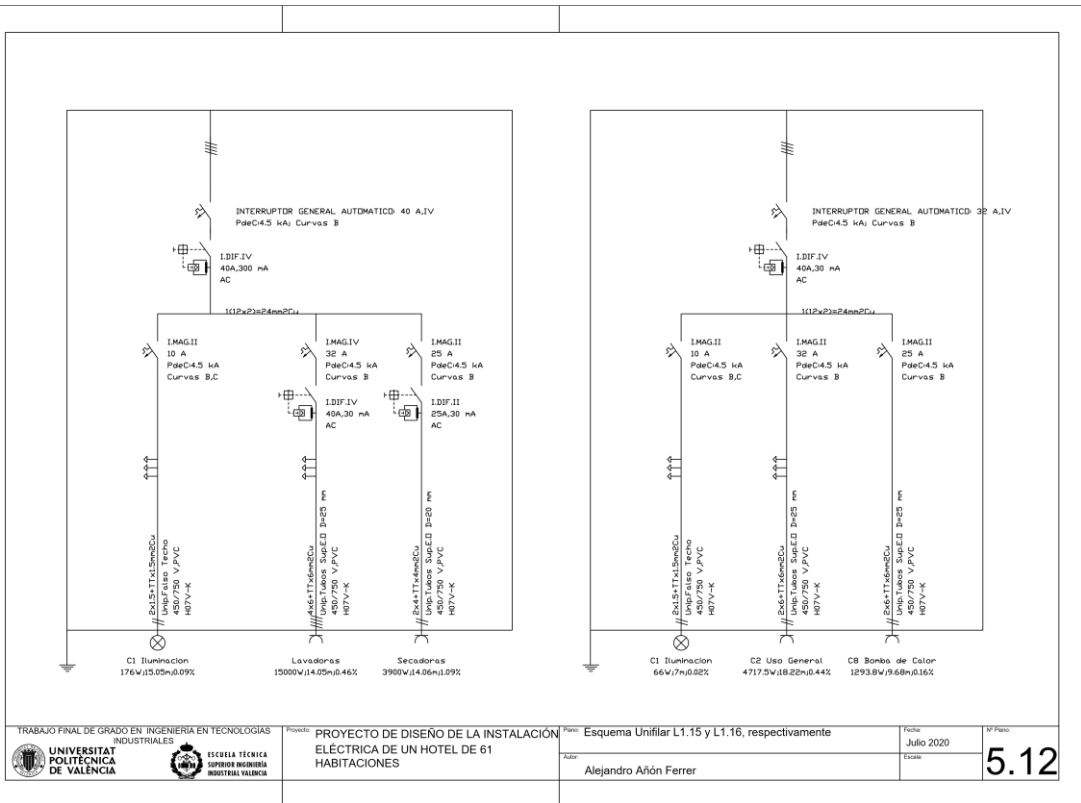 INTERRUPTOR GENERAL AUTOMATICO: 40 A,IV
PdeC:4.5 kA; Curvas B
I.DIF.IV
40A,300 mA
AC
1(12x2)=24mm2Cu
I.MAG.II
10 A
PdeC:4.5 kA
Curvas B,C
I.MAG.IV
32 A
PdeC:4.5 kA
Curvas B
I.MAG.II
25 A
PdeC:4.5 kA
Curvas B
I.DIF.IV
40A,30 mA
AC
I.DIF.II
25A,30 mA
AC
2x1.5+TTx1.5mm2Cu
Unip.Falso Techo
450/750 V,PVC
H07V-K
4x6+TTx6mm2Cu
Unip.Tubos Sup.E.O D=25 mm
450/750 V,PVC
H07V-K
2x4+TTx4mm2Cu
Unip.Tubos Sup.E.O D=20 mm
450/750 V,PVC
H07V-K
C1 Iluminacion
176W;15.05m;0.09%
Lavadoras
15000W;14.05m;0.46%
Secadoras
3900W;14.06m;1.09%
INTERRUPTOR GENERAL AUTOMATICO: 32 A,IV
PdeC:4.5 kA; Curvas B
I.DIF.IV
40A,30 mA
AC
1(12x2)=24mm2Cu
I.MAG.II
10 A
PdeC:4.5 kA
Curvas B,C
I.MAG.II
32 A
PdeC:4.5 kA
Curvas B
I.MAG.II
25 A
PdeC:4.5 kA
Curvas B
2x1.5+TTx1.5mm2Cu
Unip.Falso Techo
450/750 V,PVC
H07V-K
2x6+TTx6mm2Cu
Unip.Tubos Sup.E.O D=25 mm
450/750 V,PVC
H07V-K
2x6+TTx6mm2Cu
Unip.Tubos Sup.E.O D=25 mm
450/750 V,PVC
H07V-K
C1 Iluminacion
66W;7m;0.02%
C2 Uso General
4717.5W;18.22m;0.44%
C8 Bomba de Calor
1293.8W;9.68m;0.16%
TRABAJO FINAL DE GRADO EN INGENIERÍA EN TECNOLOGÍAS
INDUSTRIALES
UNIVERSITAT
POLITÈCNICA
DE VALÈNCIA
ESCUELA TÉCNICA
SUPERIOR INGENIERÍA
INDUSTRIAL VALENCIA
Proyecto:
PROYECTO DE DISEÑO DE LA INSTALACIÓN
ELÉCTRICA DE UN HOTEL DE 61
HABITACIONES
Plano:
Esquema Unifilar L1.15 y L1.16, respectivamente
Autor:
Alejandro Añón Ferrer
Fecha:
Julio 2020
Escala:
Nº Plano:
5.12